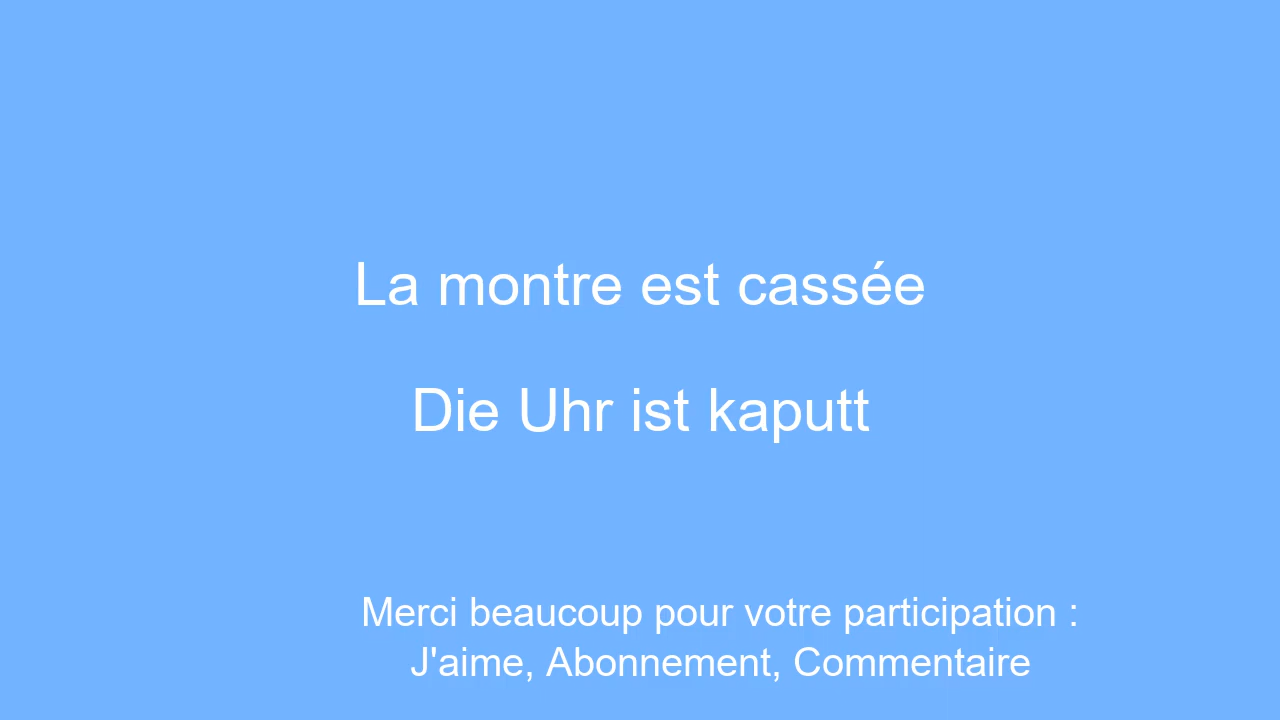 La montre est cassée
Die Uhr ist kaputt
Merci beaucoup pour votre participation :
J'aime, Abonnement, Commentaire